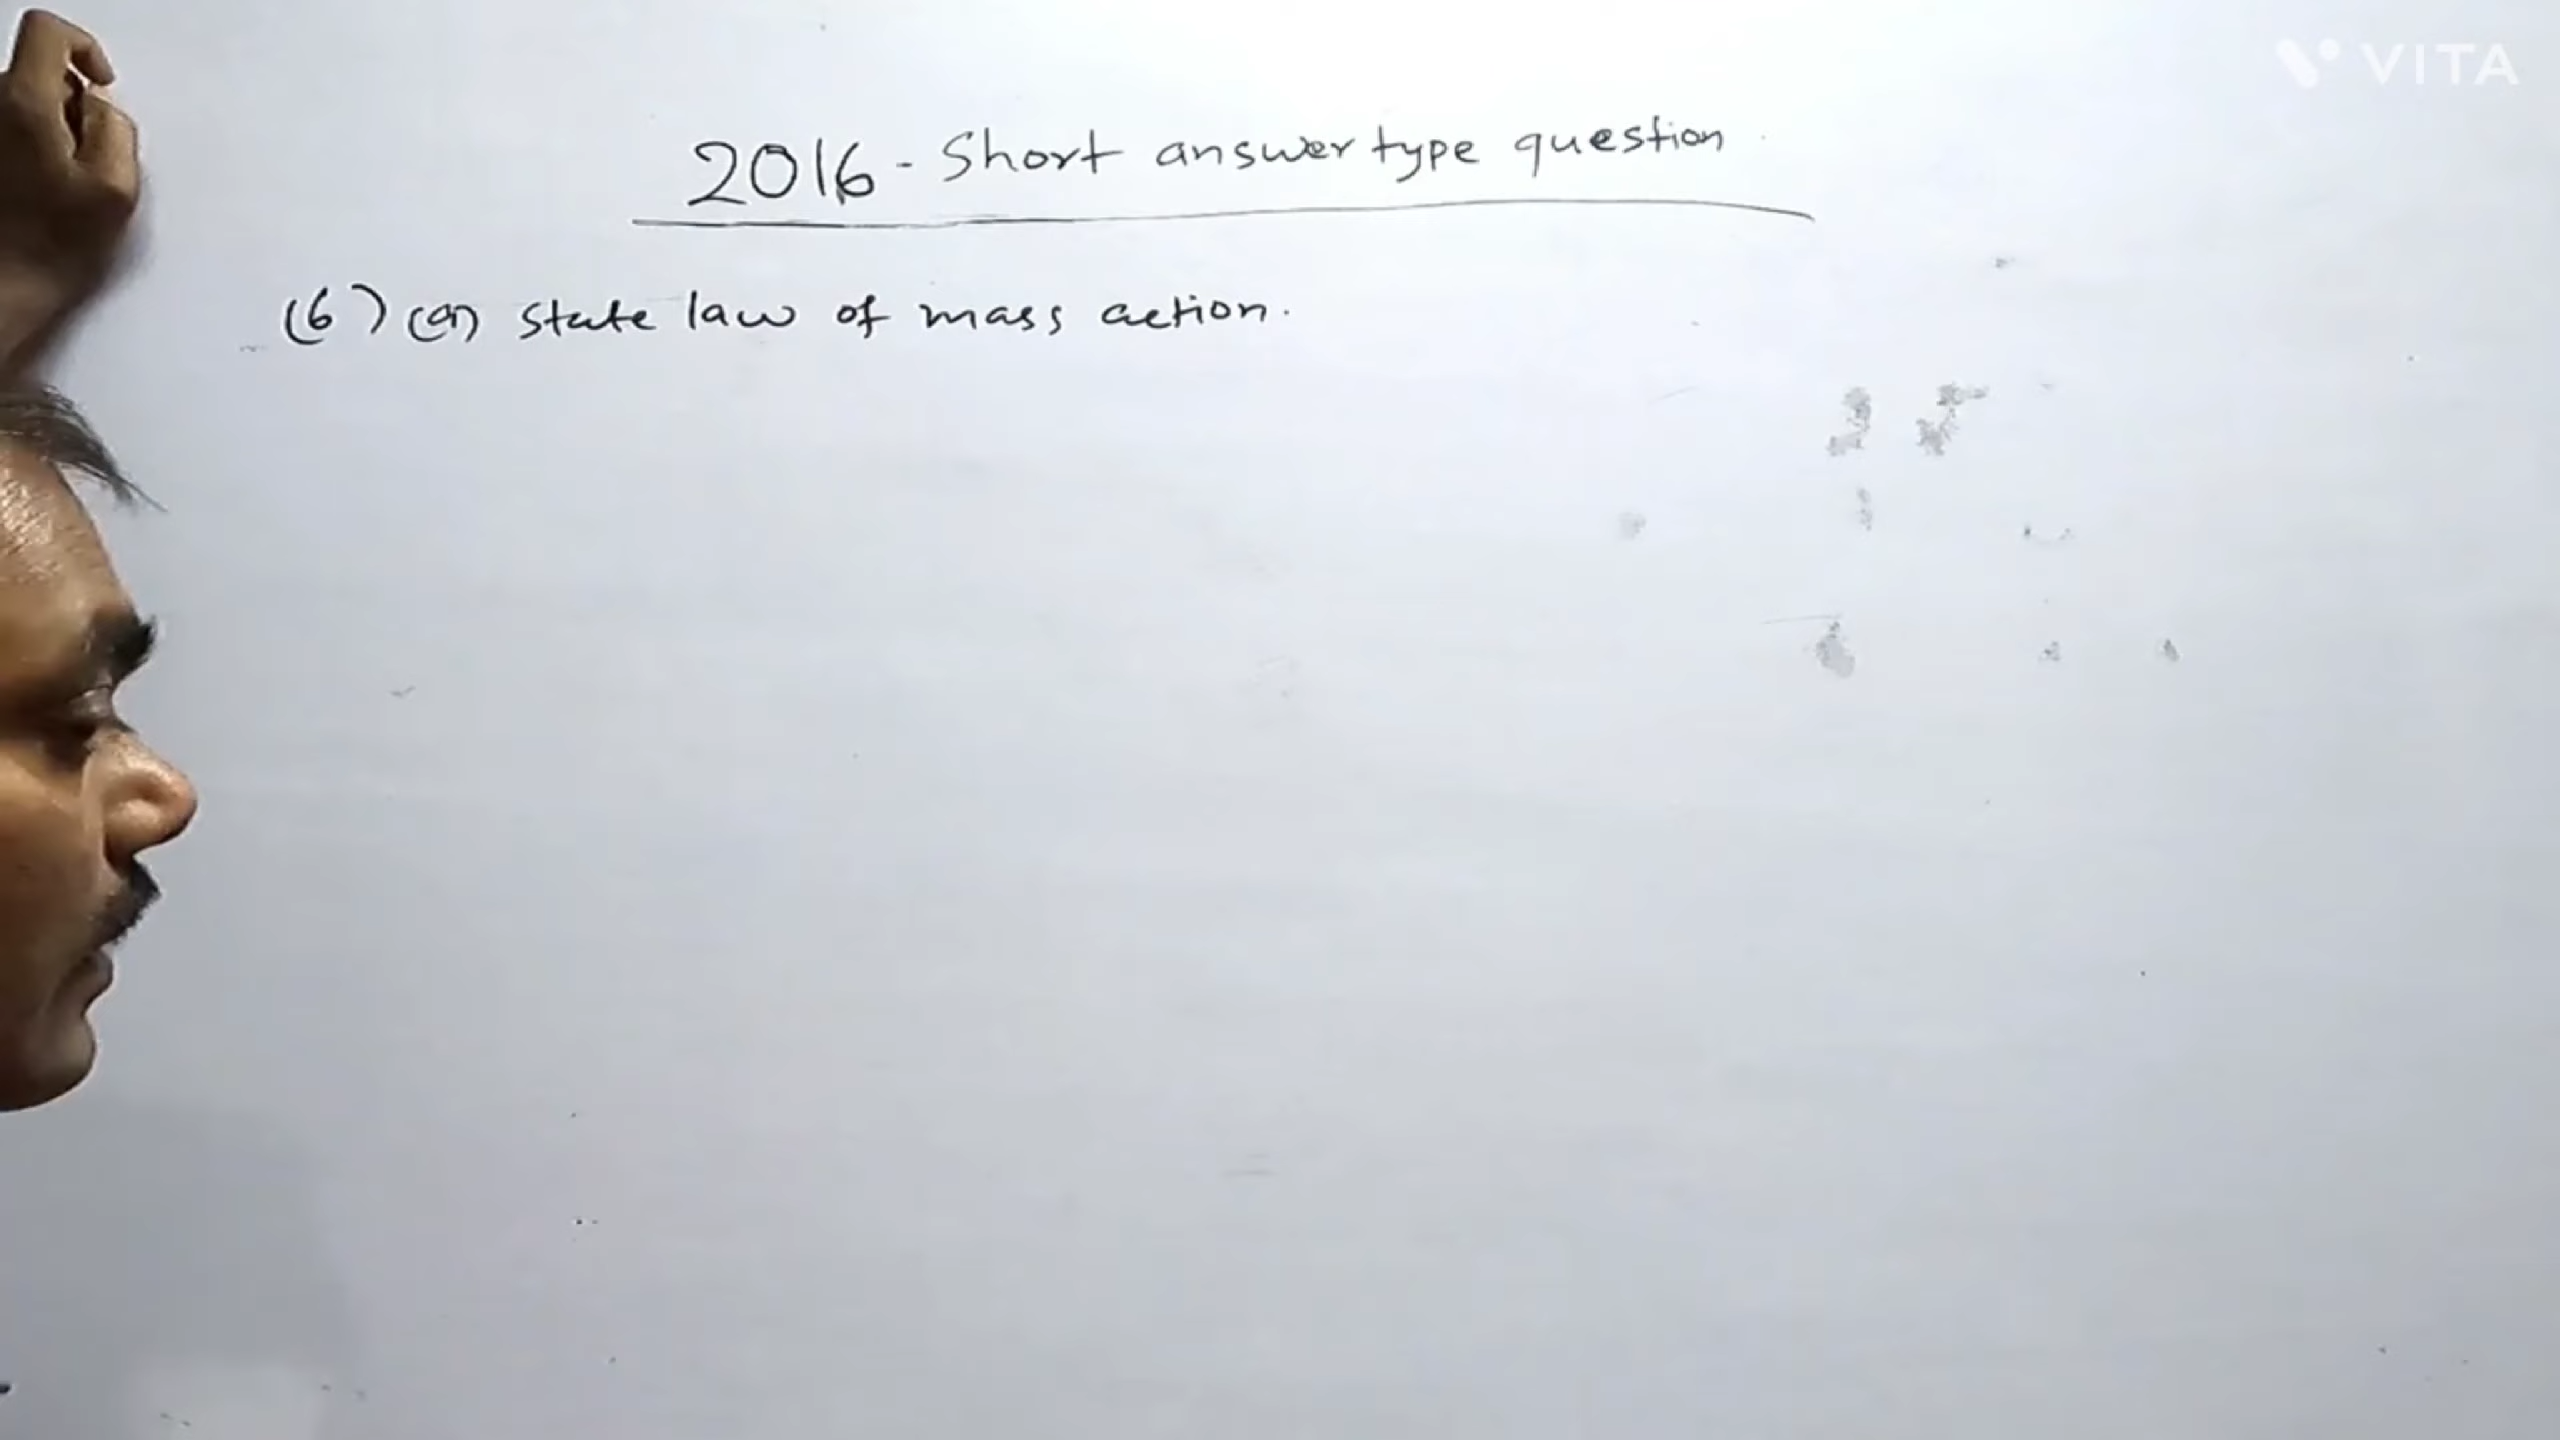 VITA
2016 - Short answer type question
(6) (a) state law of mass action.